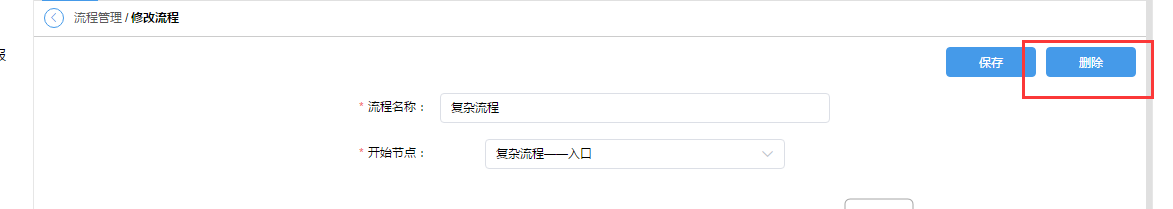 流程管理 / 修改流程
报
保存 删除
* 流程名称： 复杂流程
* 开始节点： 复杂流程——入口